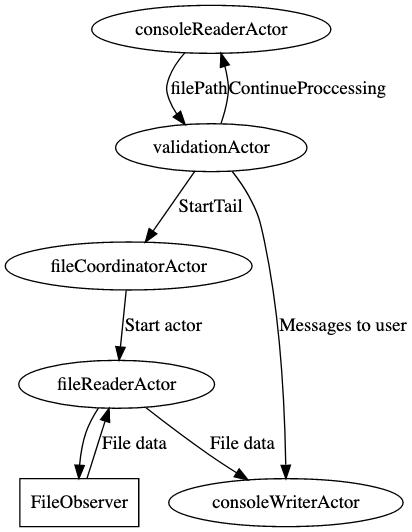 consoleReaderActor
filePath
ContinueProccessing
validationActor
StartTail
fileCoordinatorActor
Start actor
Messages to user
fileReaderActor
File data
File data
FileObserver
consoleWriterActor